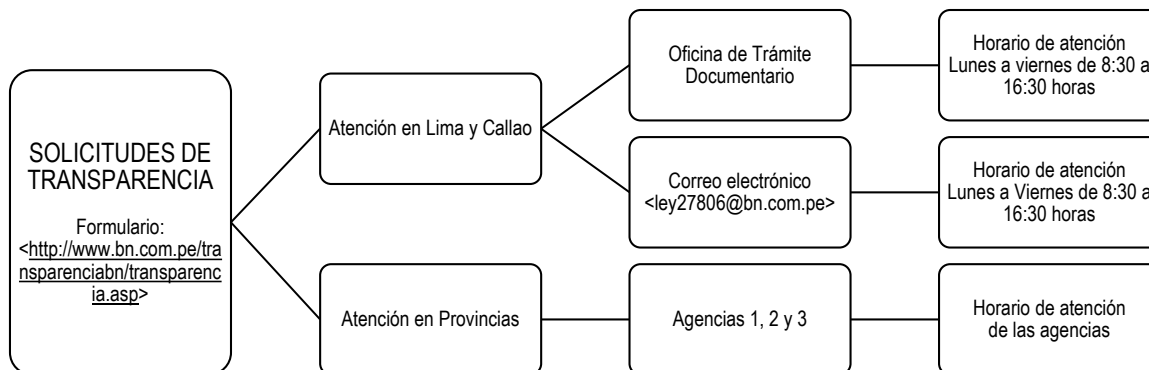 SOLICITUDES DE
TRANSPARENCIA
Formulario:
<http://www.bn.com.pe/tra
nsparenciabn/transparenc
ia.asp>
Atención en Lima y Callao
Oficina de Trámite
Documentario
Horario de atención
Lunes a viernes de 8:30 a
16:30 horas
Correo electrónico
<ley27806@bn.com.pe>
Horario de atención
Lunes a Viernes de 8:30 a
16:30 horas
Atención en Provincias
Agencias 1, 2 y 3
Horario de atención
de las agencias